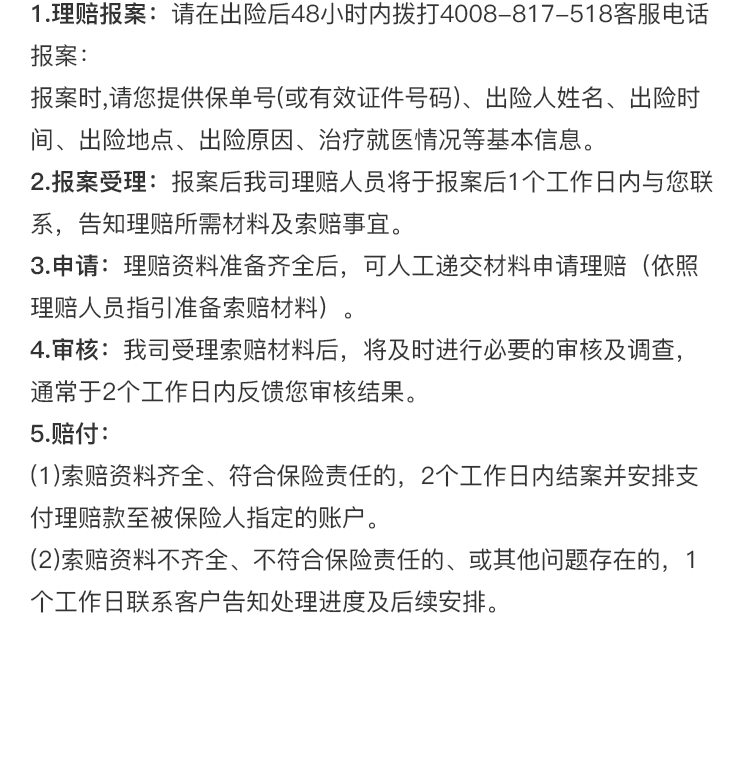 1.理赔报案：请在出险后48小时内拨打4008-817-518客服电话
报案：
报案时,请您提供保单号(或有效证件号码)、出险人姓名、出险时
间、出险地点、出险原因、治疗就医情况等基本信息。
2.报案受理：报案后我司理赔人员将于报案后1个工作日内与您联
系，告知理赔所需材料及索赔事宜。
3.申请：理赔资料准备齐全后，可人工递交材料申请理赔（依照
理赔人员指引准备索赔材料）。
4.审核：我司受理索赔材料后，将及时进行必要的审核及调查，
通常于2个工作日内反馈您审核结果。
5.赔付：
(1)索赔资料齐全、符合保险责任的，2个工作日内结案并安排支
付理赔款至被保险人指定的账户。
(2)索赔资料不齐全、不符合保险责任的、或其他问题存在的，1
个工作日联系客户告知处理进度及后续安排。